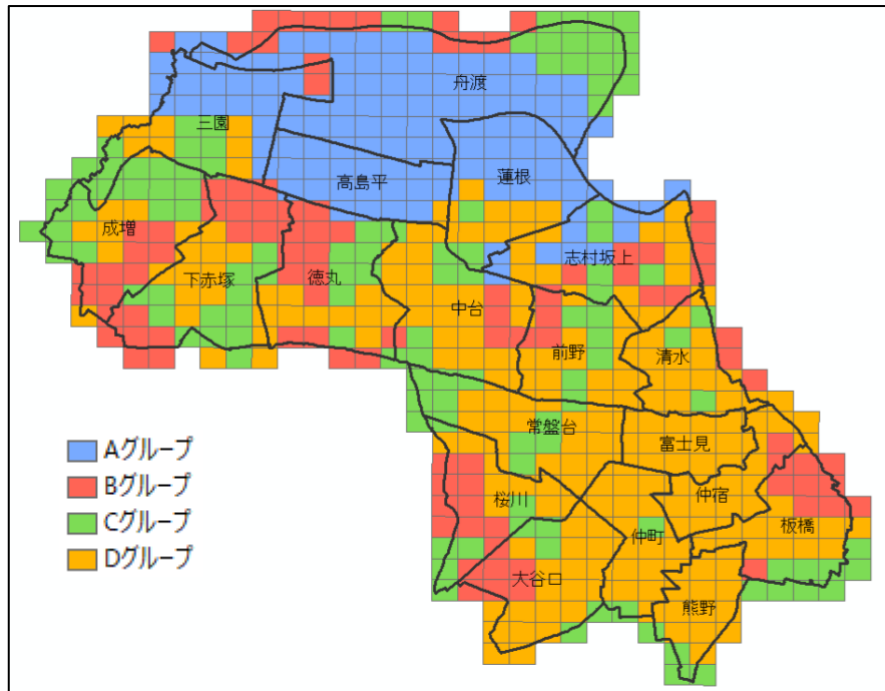 舟渡
三園
高島平
蓮根
成増
下赤塚
徳丸
志村坂上
中台
前野
清水
常盤台
富士見
桜川
仲宿
仲町
板橋
大谷口
熊野
Aグループ
Bグループ
Cグループ
Dグループ